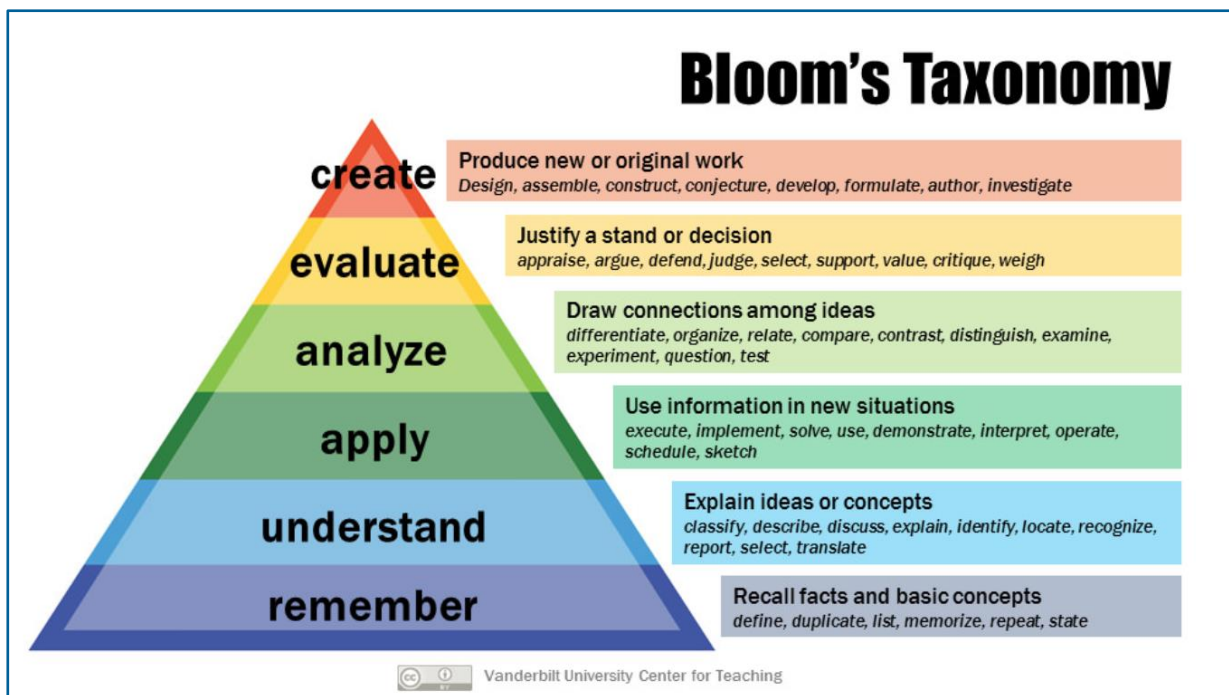 Bloom's Taxonomy
create
Produce new or original work
Design, assemble, construct, conjecture, develop, formulate, author, investigate
evaluate
Justify a stand or decision
appraise, argue, defend, judge, select, support, value, critique, weigh
analyze
Draw connections among ideas
differentiate, organize, relate, compare, contrast, distinguish, examine,
experiment, question, test
apply
Use information in new situations
execute, implement, solve, use, demonstrate, interpret, operate,
schedule, sketch
understand
Explain ideas or concepts
classify, describe, discuss, explain, identify, locate, recognize,
report, select, translate
remember
Recall facts and basic concepts
define, duplicate, list, memorize, repeat, state
cc
BY
Vanderbilt University Center for Teaching